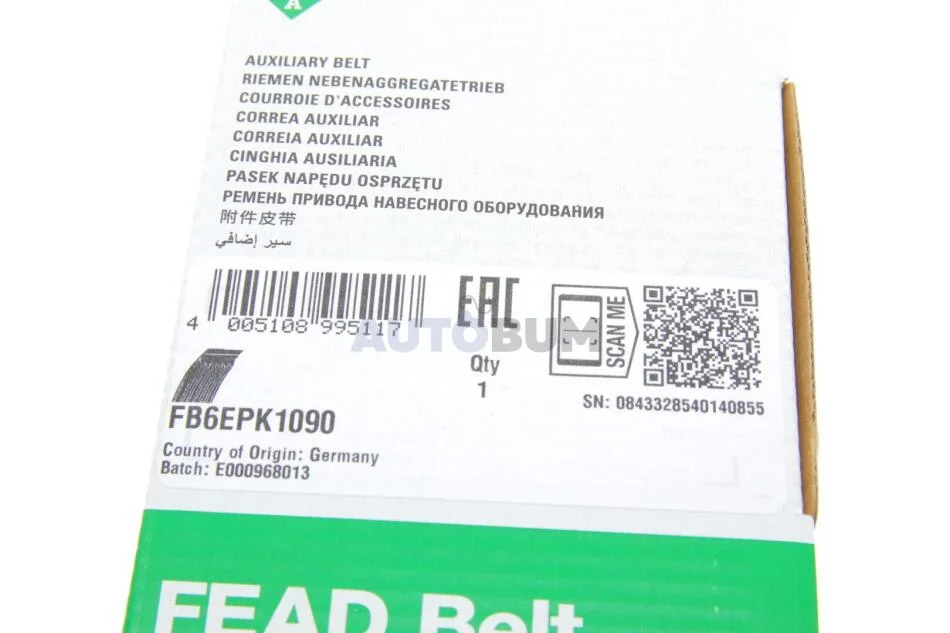 A
AUXILIARY BELT
RIEMEN NEBENAGGREGATETRIEB
COURROIE D'ACCESSOIRES
CORREA AUXILIAR
CORREIA AUXILIAR
CINGHIA AUSILIARIA
PASEK NAPĘDU OSPRZĘTU
РЕМЕНЬ ПРИВОДА НАВЕСНОГО ОБОРУДОВАНИЯ
附件皮带
سير إضافي
4 005108 995117
EAC
SCAN ME
AUTOBUM
Qty
1
SN: 0843328540140855
FB6EPK1090
Country of Origin: Germany
Batch: E000968013
FEAD Belt